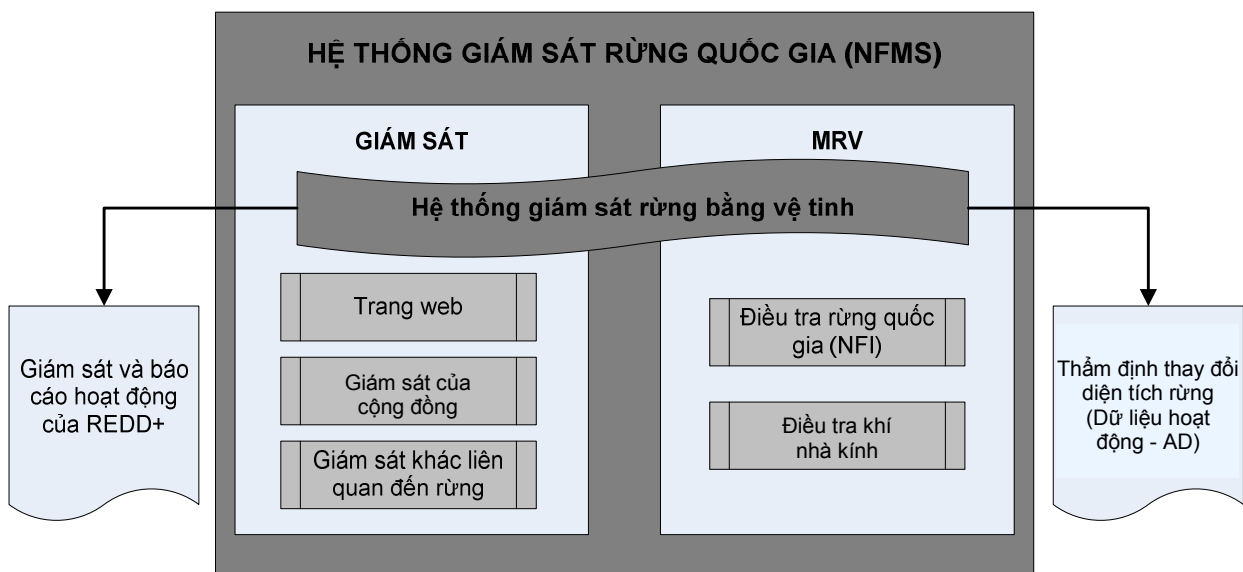 HỆ THỐNG GIÁM SÁT RỪNG QUỐC GIA (NFMS)
GIÁM SÁT
MRV
Hệ thống giám sát rừng bằng vệ tinh
Trang web
Giám sát của
cộng đồng
Giám sát khác liên
quan đến rừng
Điều tra rừng quốc
gia (NFI)
Điều tra khí
nhà kính
Giám sát và báo
cáo hoạt động
của REDD+
Thẩm định thay đổi
diện tích rừng
(Dữ liệu hoạt
động - AD)